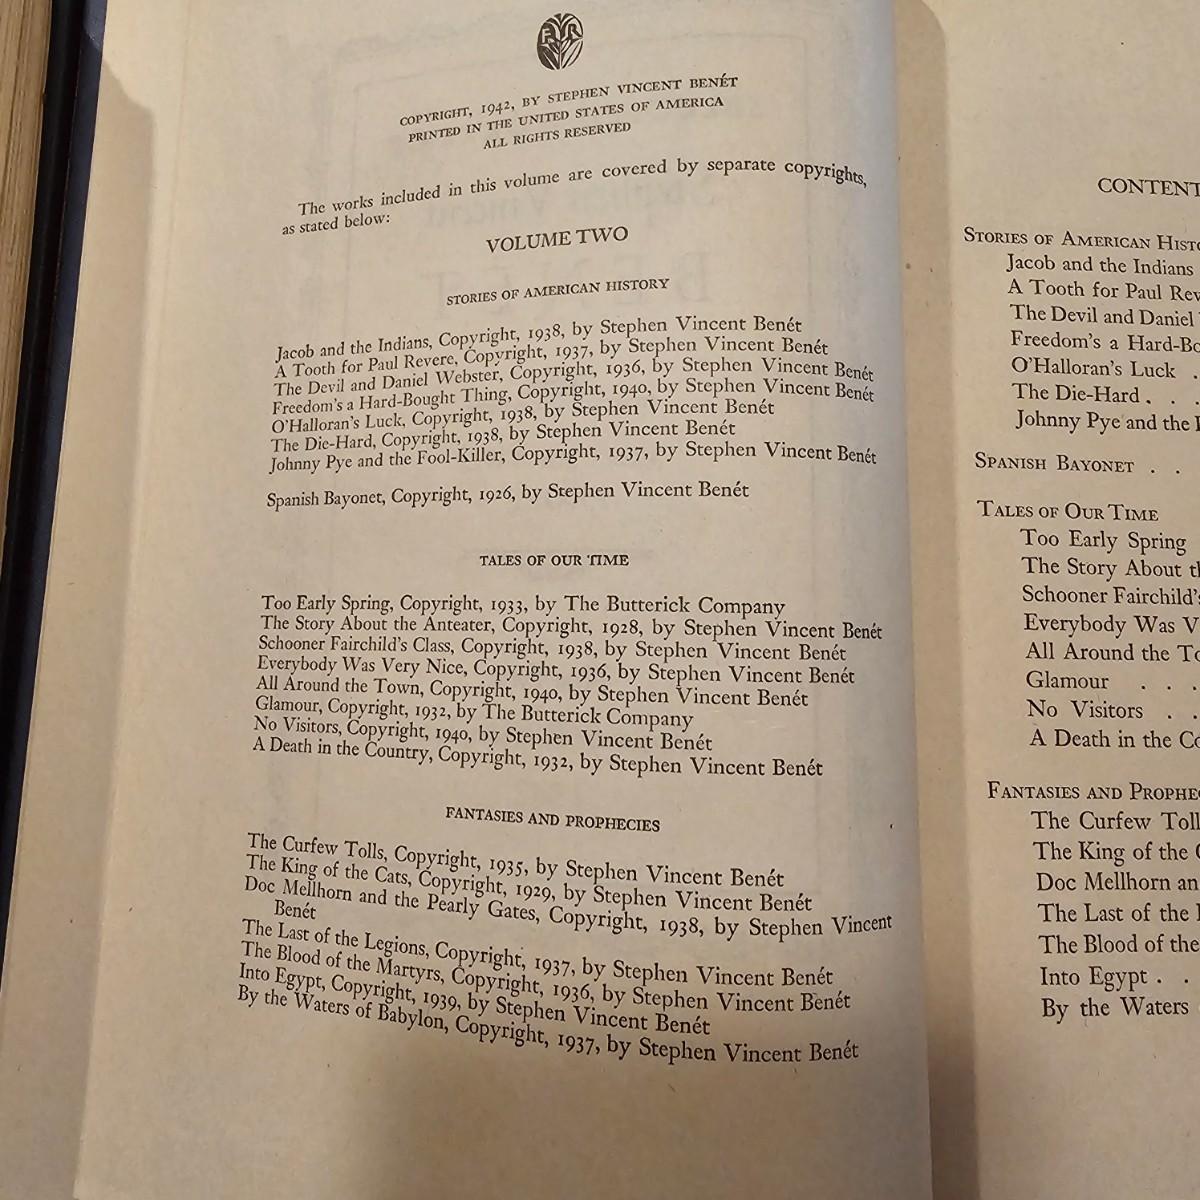 FR
COPYRIGHT, 1942, BY STEPHEN VINCENT BENÉT
PRINTED IN THE UNITED STATES OF AMERICA
ALL RIGHTS RESERVED
The works included in this volume are covered by separate copyrights,
as stated below:
VOLUME TWO
STORIES OF AMERICAN HISTORY
Jacob and the Indians, Copyright, 1938, by Stephen Vincent Benét
A Tooth for Paul Revere, Copyright, 1937, by Stephen Vincent Benét
The Devil and Daniel Webster, Copyright, 1936, by Stephen Vincent Benét
Freedom's a Hard-Bought Thing, Copyright, 1940, by Stephen Vincent Benét
O'Halloran's Luck, Copyright, 1938, by Stephen Vincent Benét
The Die-Hard, Copyright, 1938, by Stephen Vincent Benét
Johnny Pye and the Fool-Killer, Copyright, 1937, by Stephen Vincent Benét
Spanish Bayonet, Copyright, 1926, by Stephen Vincent Benét
TALES OF OUR TIME
Too Early Spring, Copyright, 1933, by The Butterick Company
The Story About the Anteater, Copyright, 1928, by Stephen Vincent Benét
Schooner Fairchild's Class, Copyright, 1938, by Stephen Vincent Benét
Everybody Was Very Nice, Copyright, 1936, by Stephen Vincent Benét
All Around the Town, Copyright, 1940, by Stephen Vincent Benét
Glamour, Copyright, 1932, by The Butterick Company
No Visitors, Copyright, 1940, by Stephen Vincent Benét
A Death in the Country, Copyright, 1932, by Stephen Vincent Benét
FANTASIES AND PROPHECIES
The Curfew Tolls, Copyright, 1935, by Stephen Vincent Benét
The King of the Cats, Copyright, 1929, by Stephen Vincent Benét
Doc Mellhorn and the Pearly Gates, Copyright, 1938, by Stephen Vincent
Benét
The Last of the Legions, Copyright, 1937, by Stephen Vincent Benét
The Blood of the Martyrs, Copyright, 1936, by Stephen Vincent Benét
Into Egypt, Copyright, 1939, by Stephen Vincent Benét
By the Waters of Babylon, Copyright, 1937, by Stephen Vincent Benét
CONTENT
STORIES OF AMERICAN HISTO
Jacob and the Indians
A Tooth for Paul Rev
The Devil and Daniel
Freedom's a Hard-Bo
O'Halloran's Luck .
The Die-Hard . . .
Johnny Pye and the
SPANISH BAYONET . .
TALES OF OUR TIME
Too Early Spring
The Story About th
Schooner Fairchild's
Everybody Was V
All Around the To
Glamour . . .
No Visitors . .
A Death in the Co
FANTASIES AND PROPHE
The Curfew Toll
The King of the C
Doc Mellhorn an
The Last of the
The Blood of the
Into Egypt . .
By the Waters